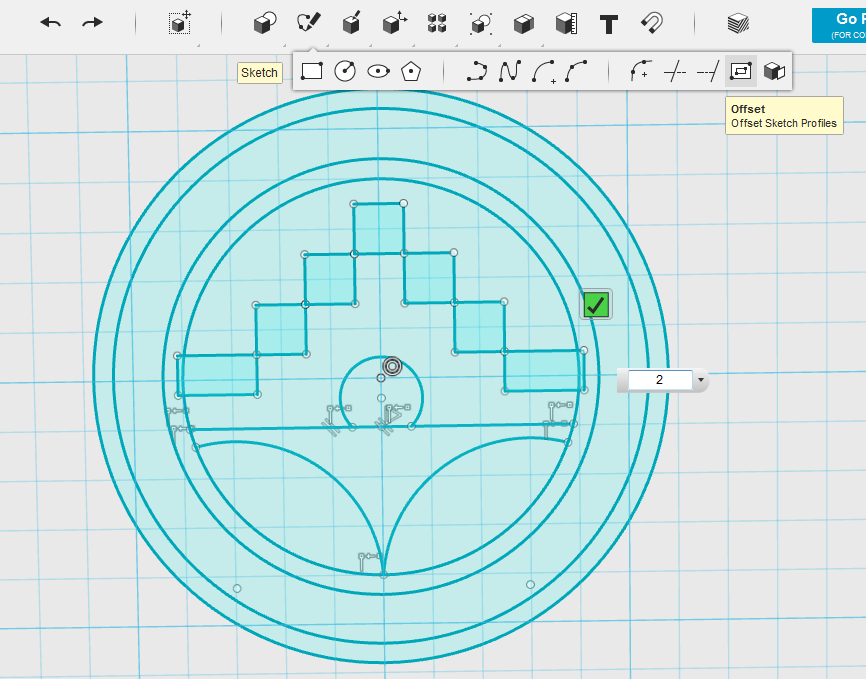 Go P
(FOR CO
Sketch
Offset
Offset Sketch Profiles
2